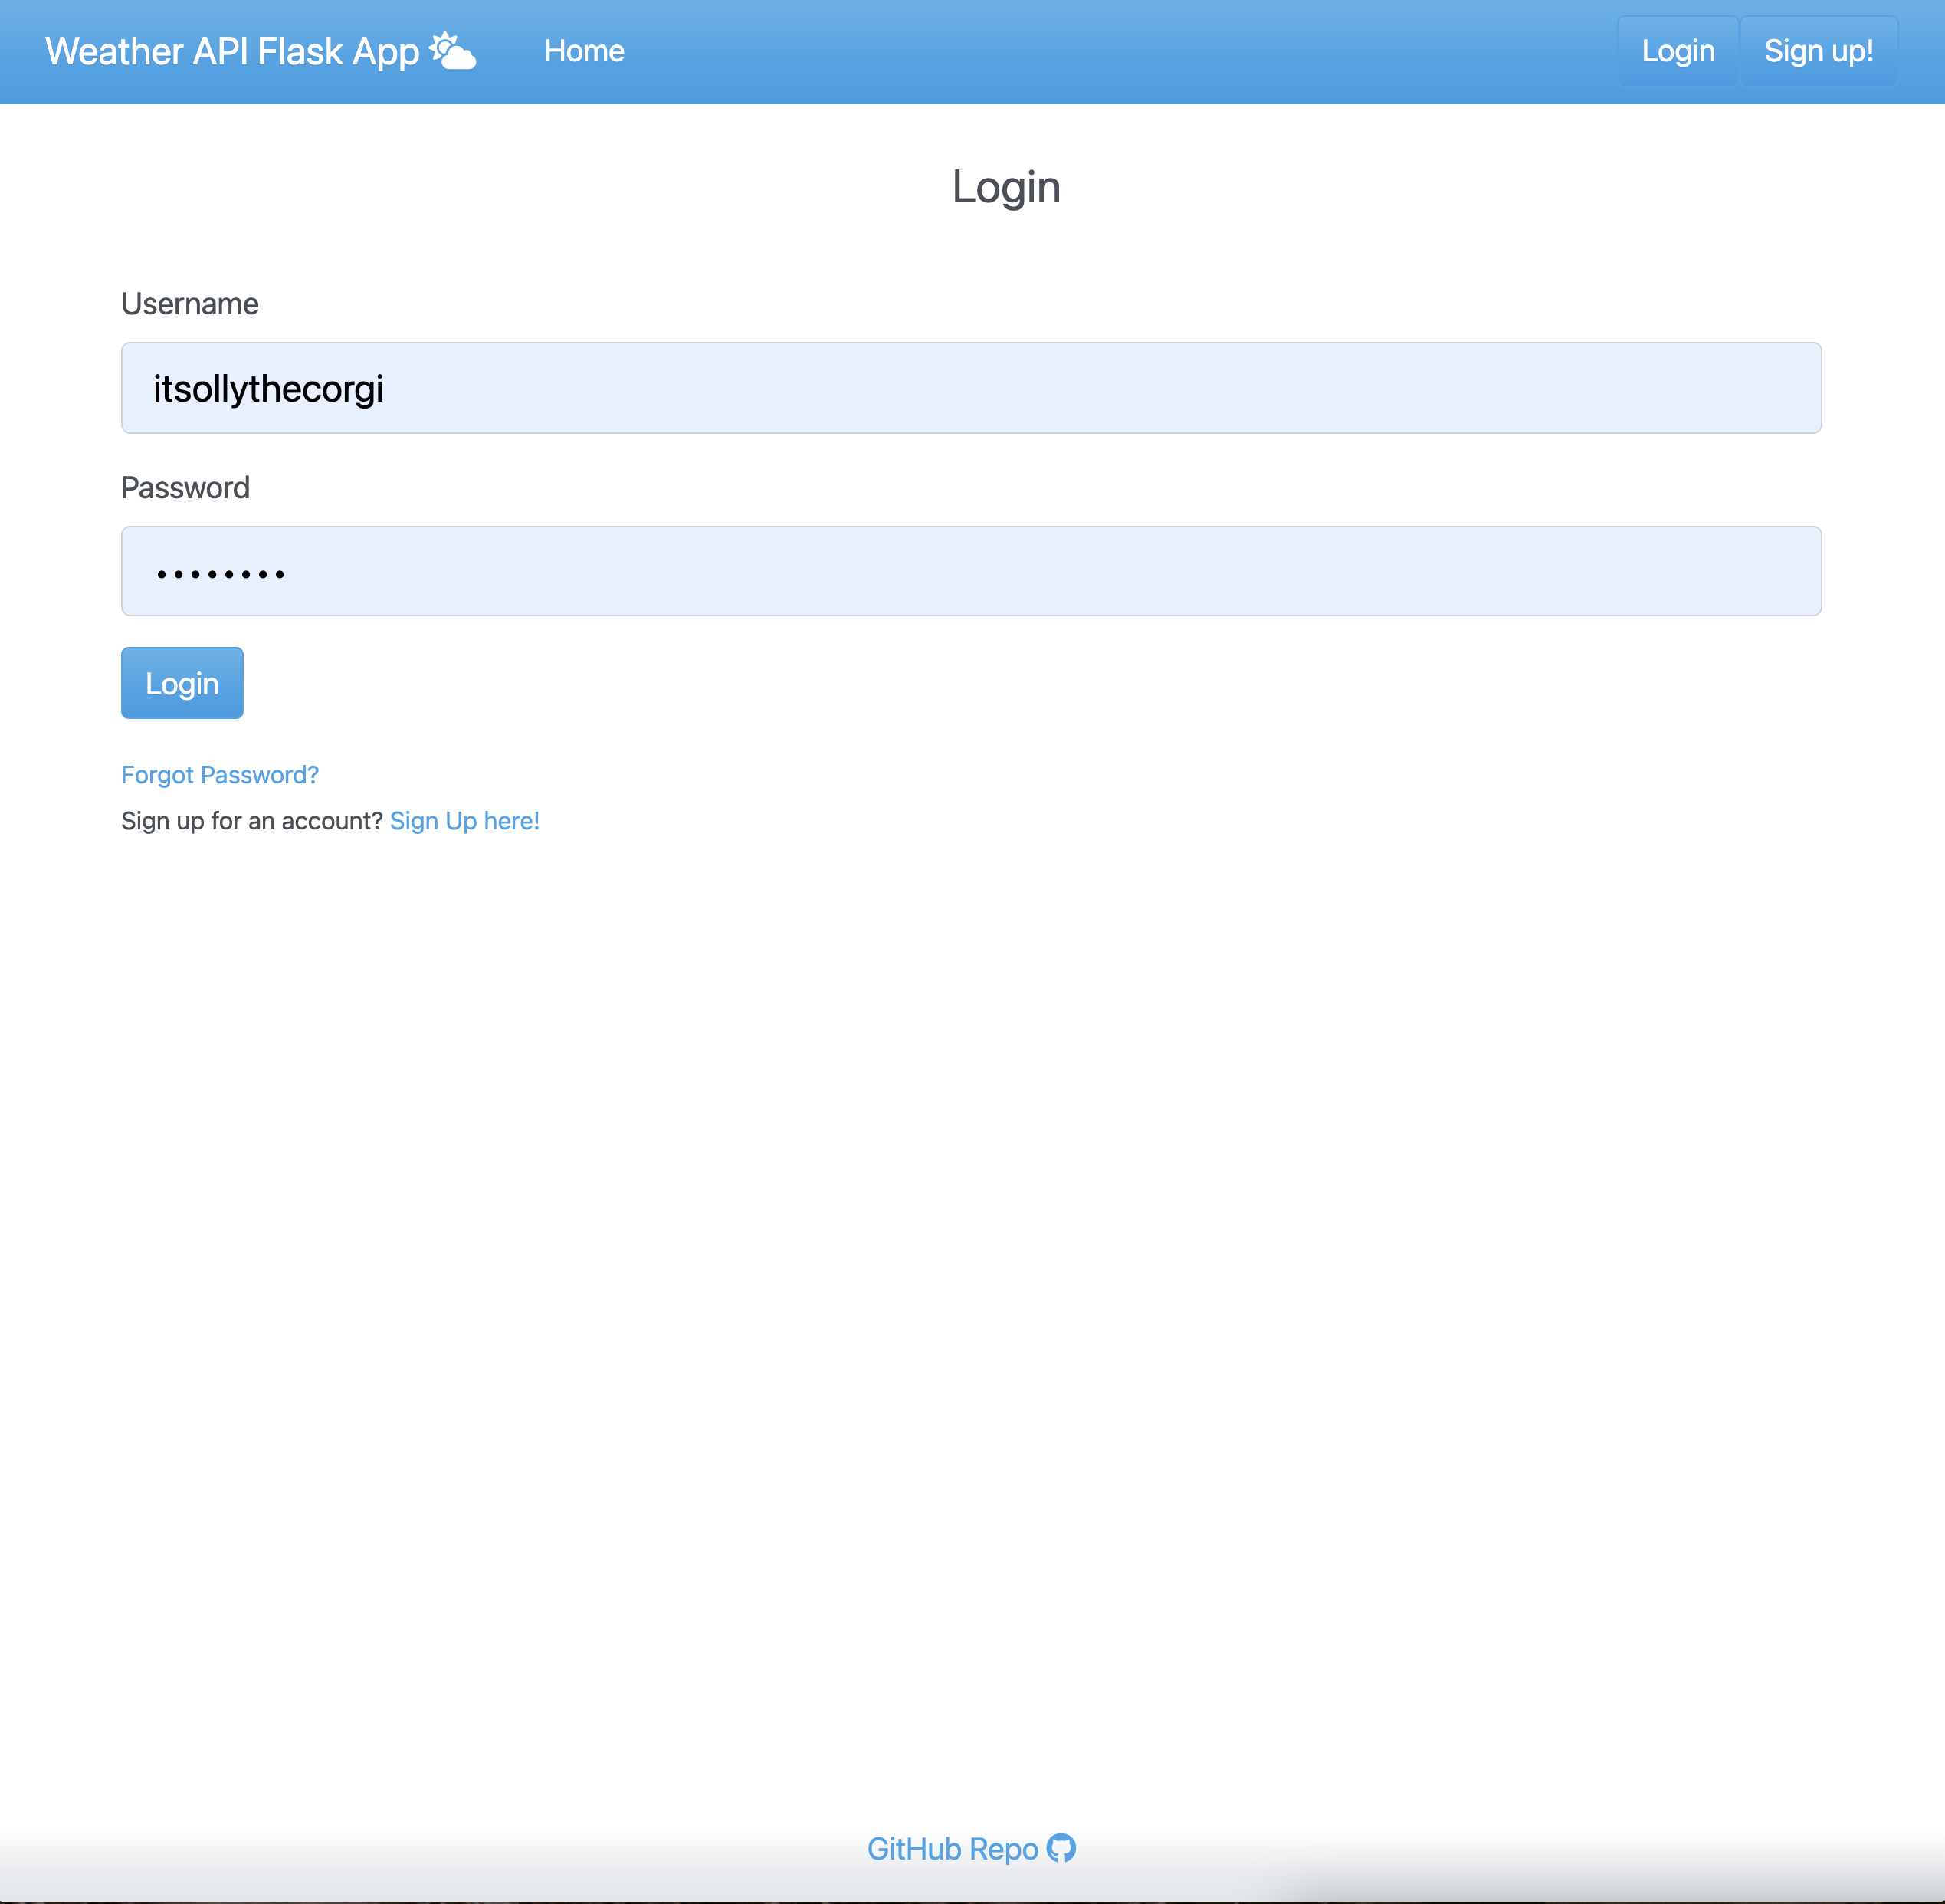 Weather API Flask App Home Login Sign up!
Login
Username
itsollythecorgi
Password
••••••••
Login
Forgot Password?
Sign up for an account? Sign Up here!
GitHub Repo